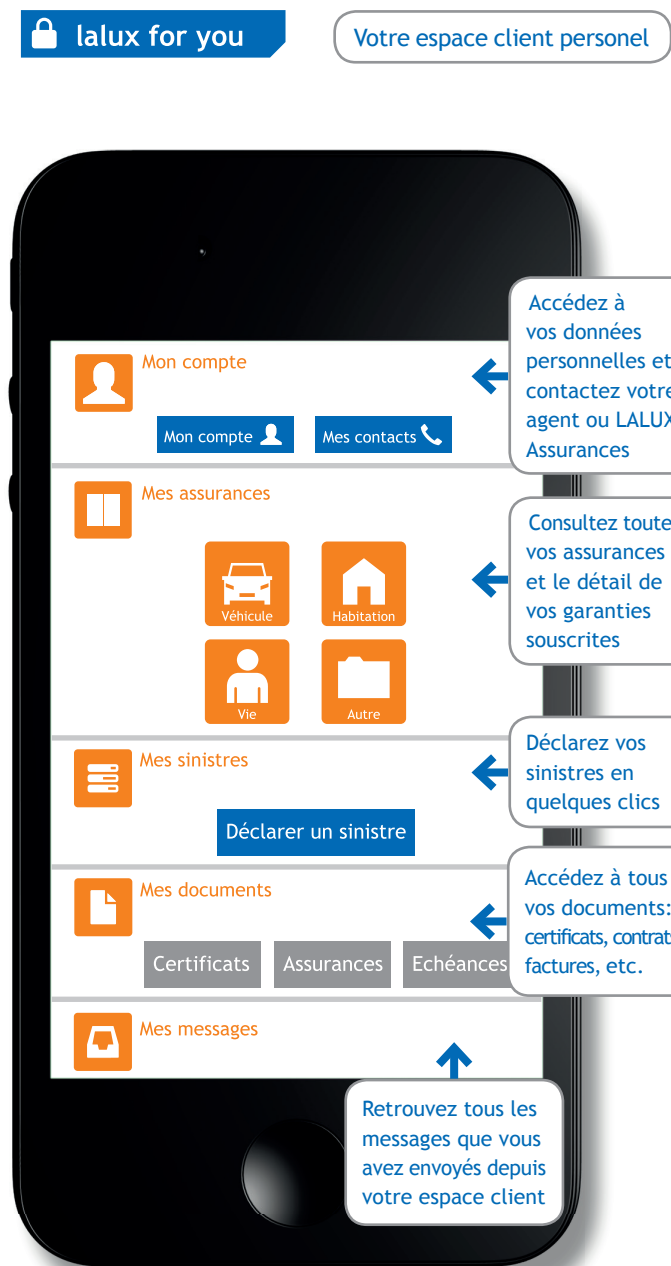 lalux for you
Votre espace client personel
Mon compte
Mon compte
Mes contacts
Accédez à
vos données
personnelles et
contactez votre
agent ou LALUX
Assurances
Mes assurances
Véhicule
Habitation
Vie
Autre
Consultez toute
vos assurances
et le détail de
vos garanties
souscrites
Mes sinistres
Déclarer un sinistre
Déclarez vos
sinistres en
quelques clics
Mes documents
Certificats
Assurances
Echéances
Accédez à tous
vos documents:
certificats, contrats
factures, etc.
Mes messages
Retrouvez tous les
messages que vous
avez envoyés depuis
votre espace client